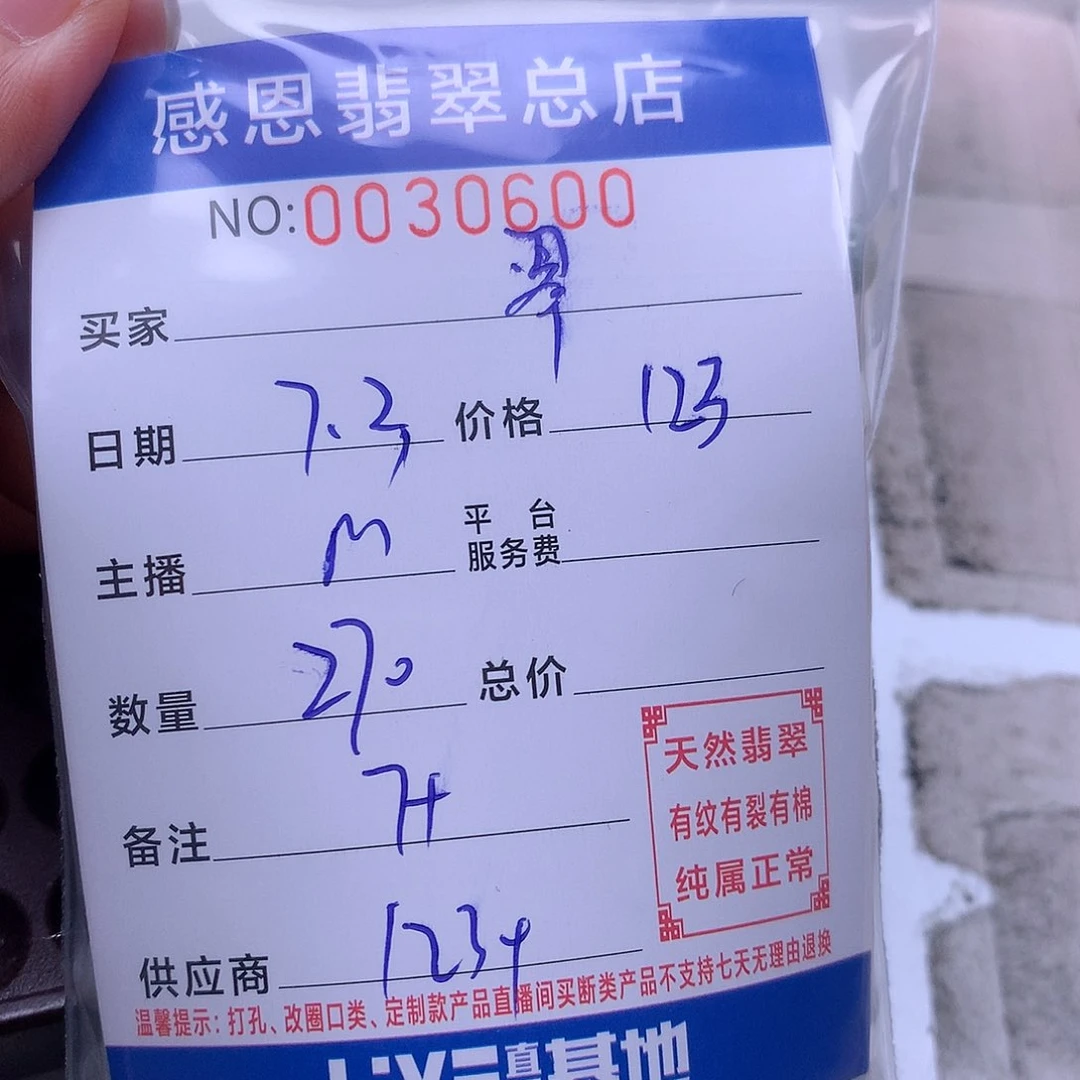 感恩翡翠总店
NO:0030600
买家 翠
日期 7.3 价格 123
主播 M 平台服务费
数量 270 总价
备注 7H
供应商 1234
天然翡翠
有纹有裂有棉
纯属正常
温馨提示:打孔、改圈口类、定制款产品直播间买断类产品不支持七天无理由退换
基地